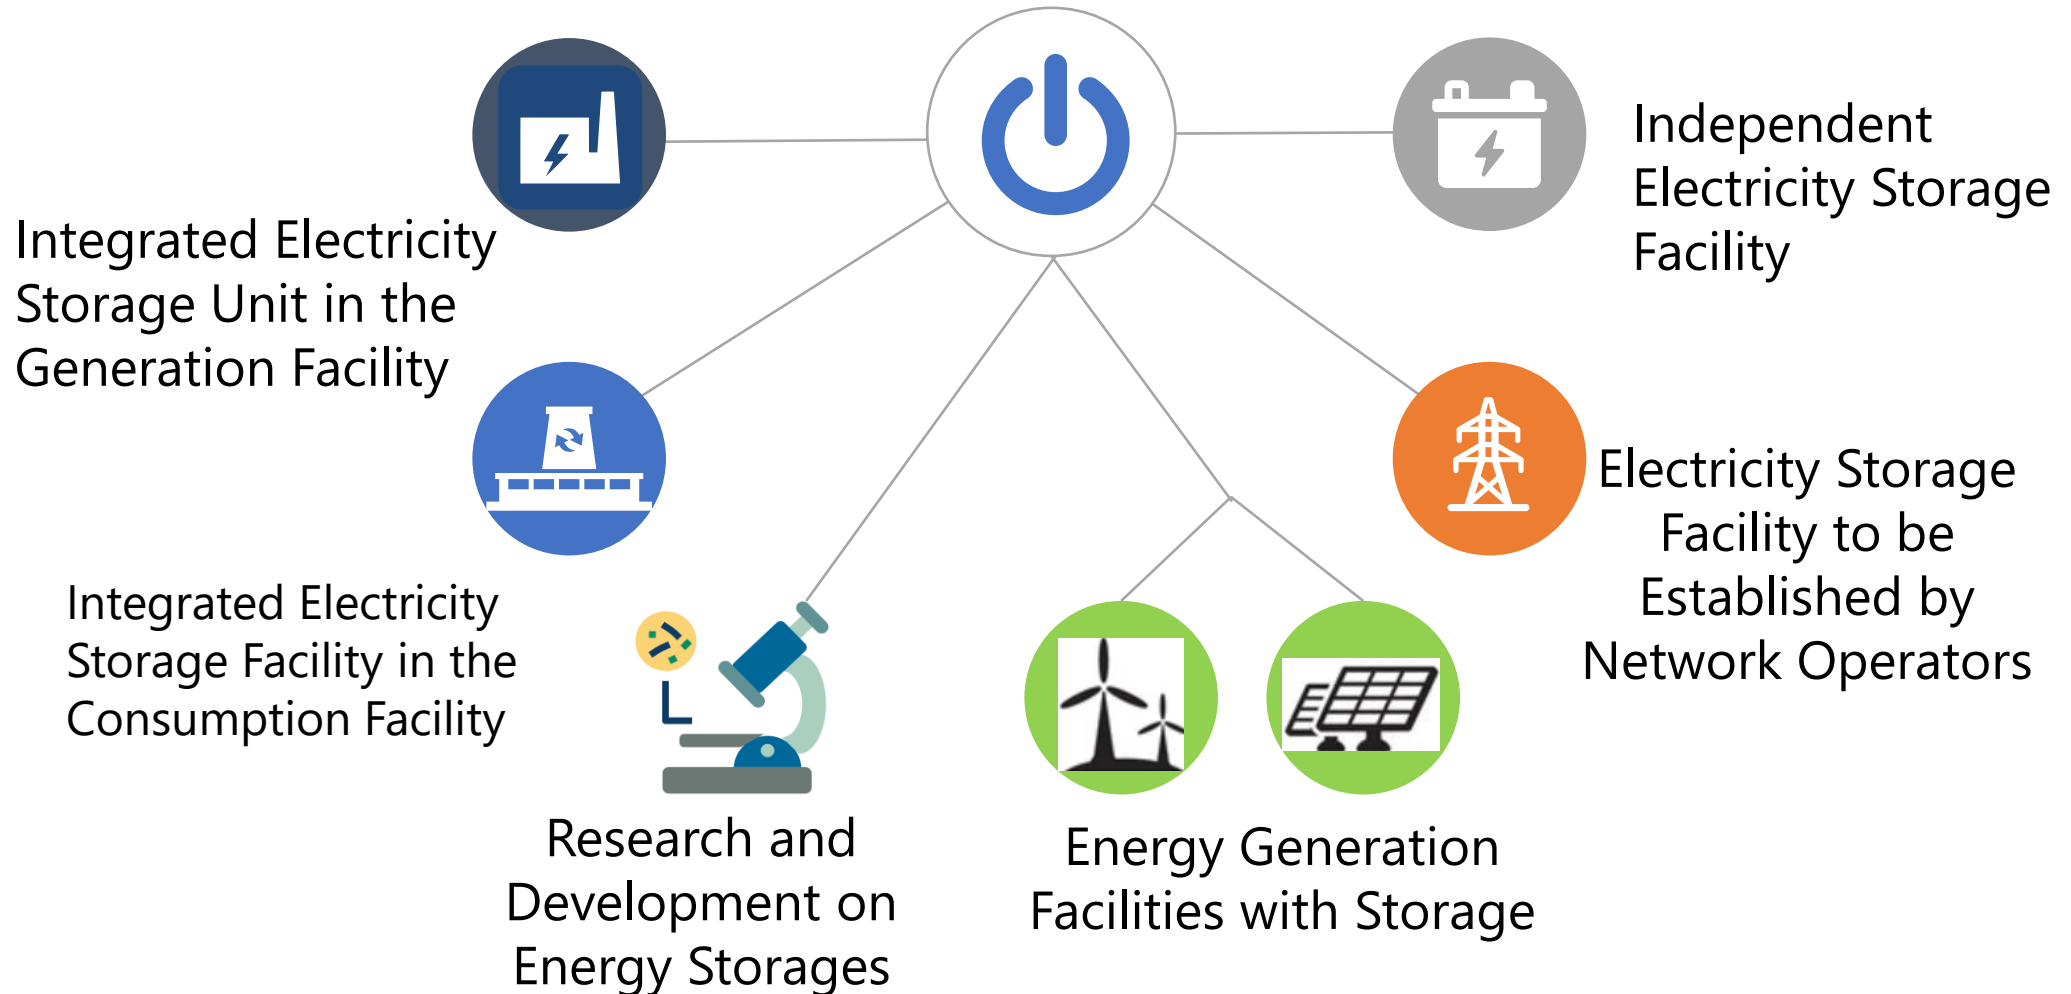 Integrated Electricity
Storage Unit in the
Generation Facility
Independent
Electricity Storage
Facility
Integrated Electricity
Storage Facility in the
Consumption Facility
Electricity Storage
Facility to be
Established by
Network Operators
Research and
Development on
Energy Storages
Energy Generation
Facilities with Storage